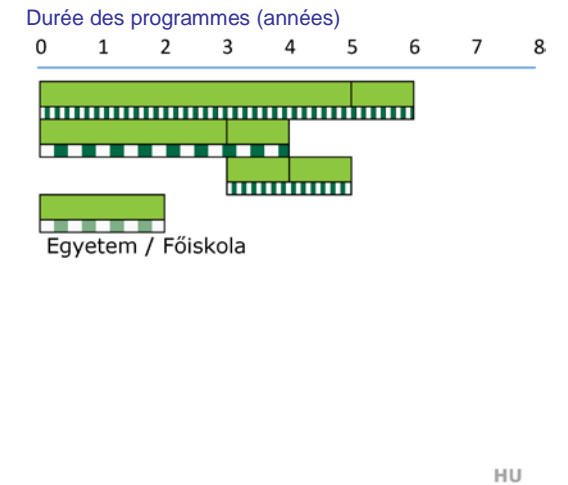 Durée des programmes (années)
0 1 2 3 4 5 6 7 8
Egyetem / Főiskola
HU